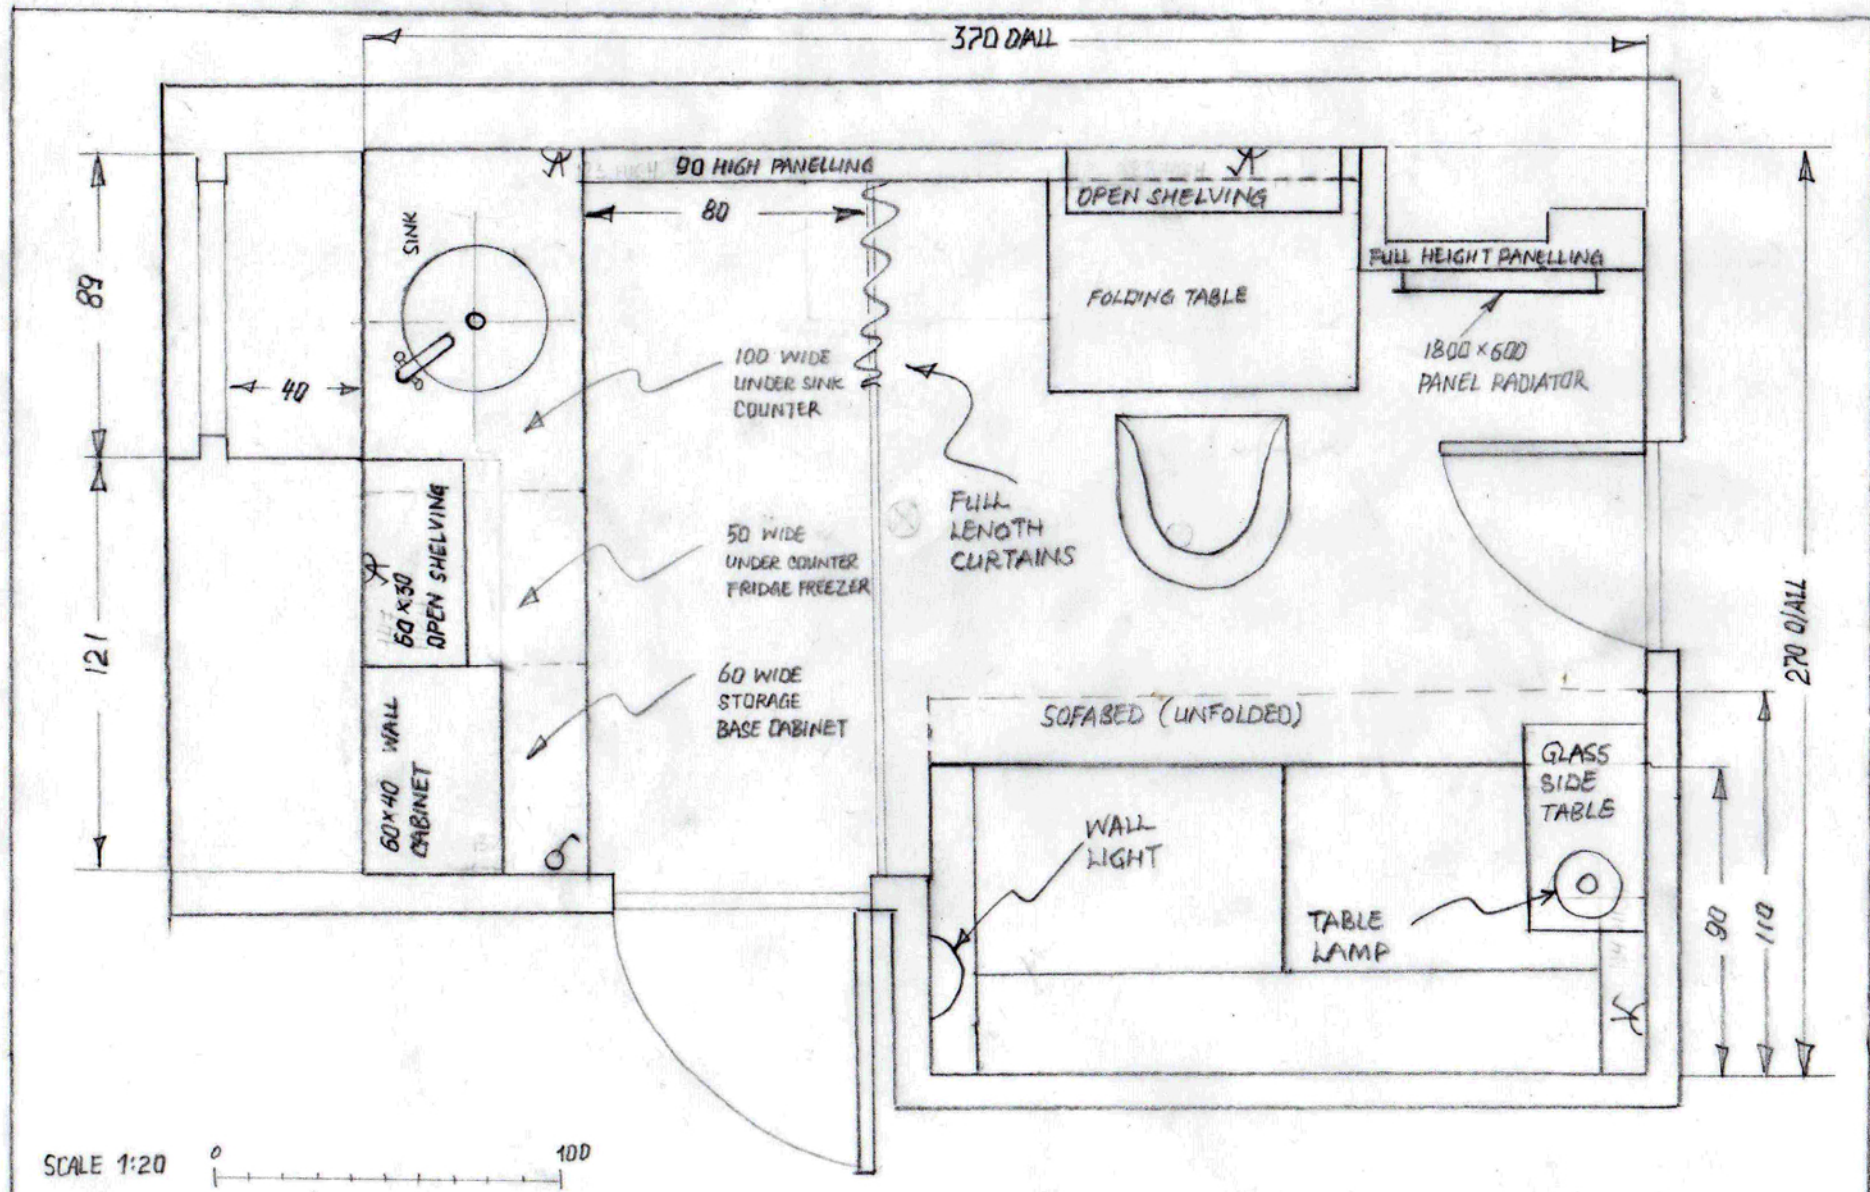 370 O/ALL
90 HIGH PANELLING
OPEN SHELVING
80
SINK
89
40
FOLDING TABLE
FULL HEIGHT PANELLING
1800 × 600
PANEL RADIATOR
100 WIDE
UNDER SINK
COUNTER
FULL
LENGTH
CURTAINS
60 × 30
OPEN SHELVING
50 WIDE
UNDER COUNTER
FRIDGE FREEZER
121
270 O/ALL
60 × 40 WALL
CABINET
60 WIDE
STORAGE
BASE CABINET
SOFABED (UNFOLDED)
GLASS
SIDE
TABLE
WALL
LIGHT
TABLE
LAMP
90
110
SCALE 1:20
0
100